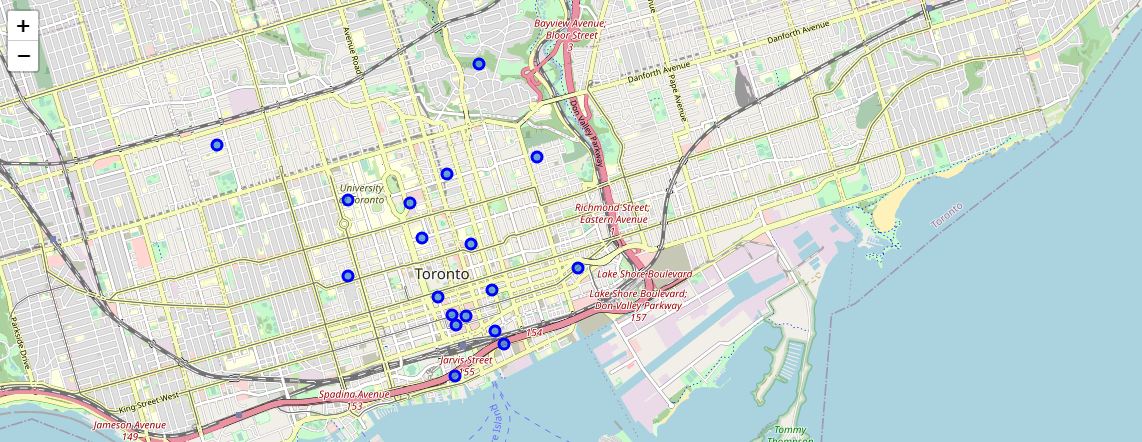 +
−
Bayview Avenue;
Bloor Street
3
Avenue Road
Danforth Avenue
Danforth Avenue
Pape Avenue
Don Valley Parkway
University
Toronto
Toronto
Richmond Street;
Eastern Avenue
1
Toronto
Lake Shore Boulevard
Lake Shore Boulevard;
Don Valley Parkway
157
154
Jarvis Street
155
Parkside Drive
Spadina Avenue
153
King Street West
Jameson Avenue
149
Tommy